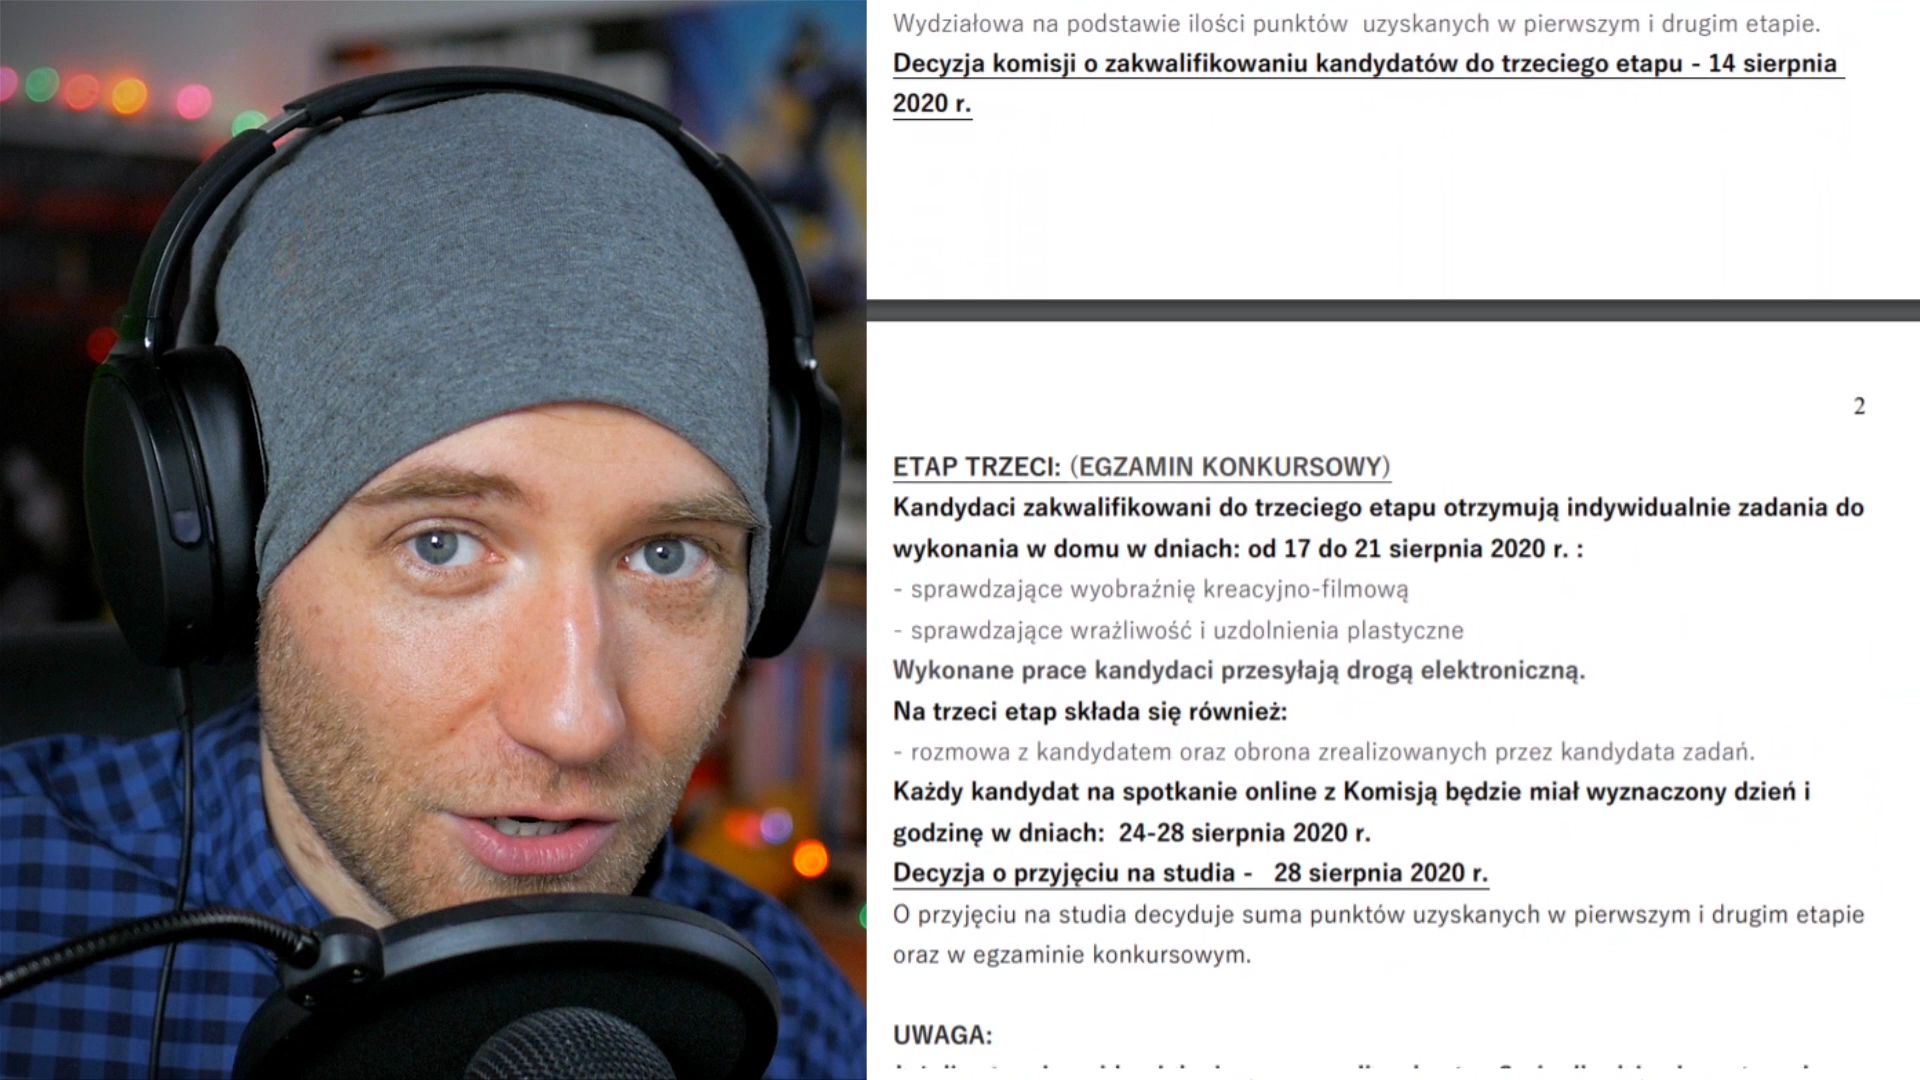 Wydziałowa na podstawie ilości punktów uzyskanych w pierwszym i drugim etapie.
Decyzja komisji o zakwalifikowaniu kandydatów do trzeciego etapu - 14 sierpnia
2020 r.
2
ETAP TRZECI: (EGZAMIN KONKURSOWY)
Kandydaci zakwalifikowani do trzeciego etapu otrzymują indywidualnie zadania do
wykonania w domu w dniach: od 17 do 21 sierpnia 2020 r. :
- sprawdzające wyobraźnię kreacyjno-filmową
- sprawdzające wrażliwość i uzdolnienia plastyczne
Wykonane prace kandydaci przesyłają drogą elektroniczną.
Na trzeci etap składa się również:
- rozmowa z kandydatem oraz obrona zrealizowanych przez kandydata zadań.
Każdy kandydat na spotkanie online z Komisją będzie miał wyznaczony dzień i
godzinę w dniach: 24-28 sierpnia 2020 r.
Decyzja o przyjęciu na studia - 28 sierpnia 2020 r.
O przyjęciu na studia decyduje suma punktów uzyskanych w pierwszym i drugim etapie
oraz w egzaminie konkursowym.
UWAGA: